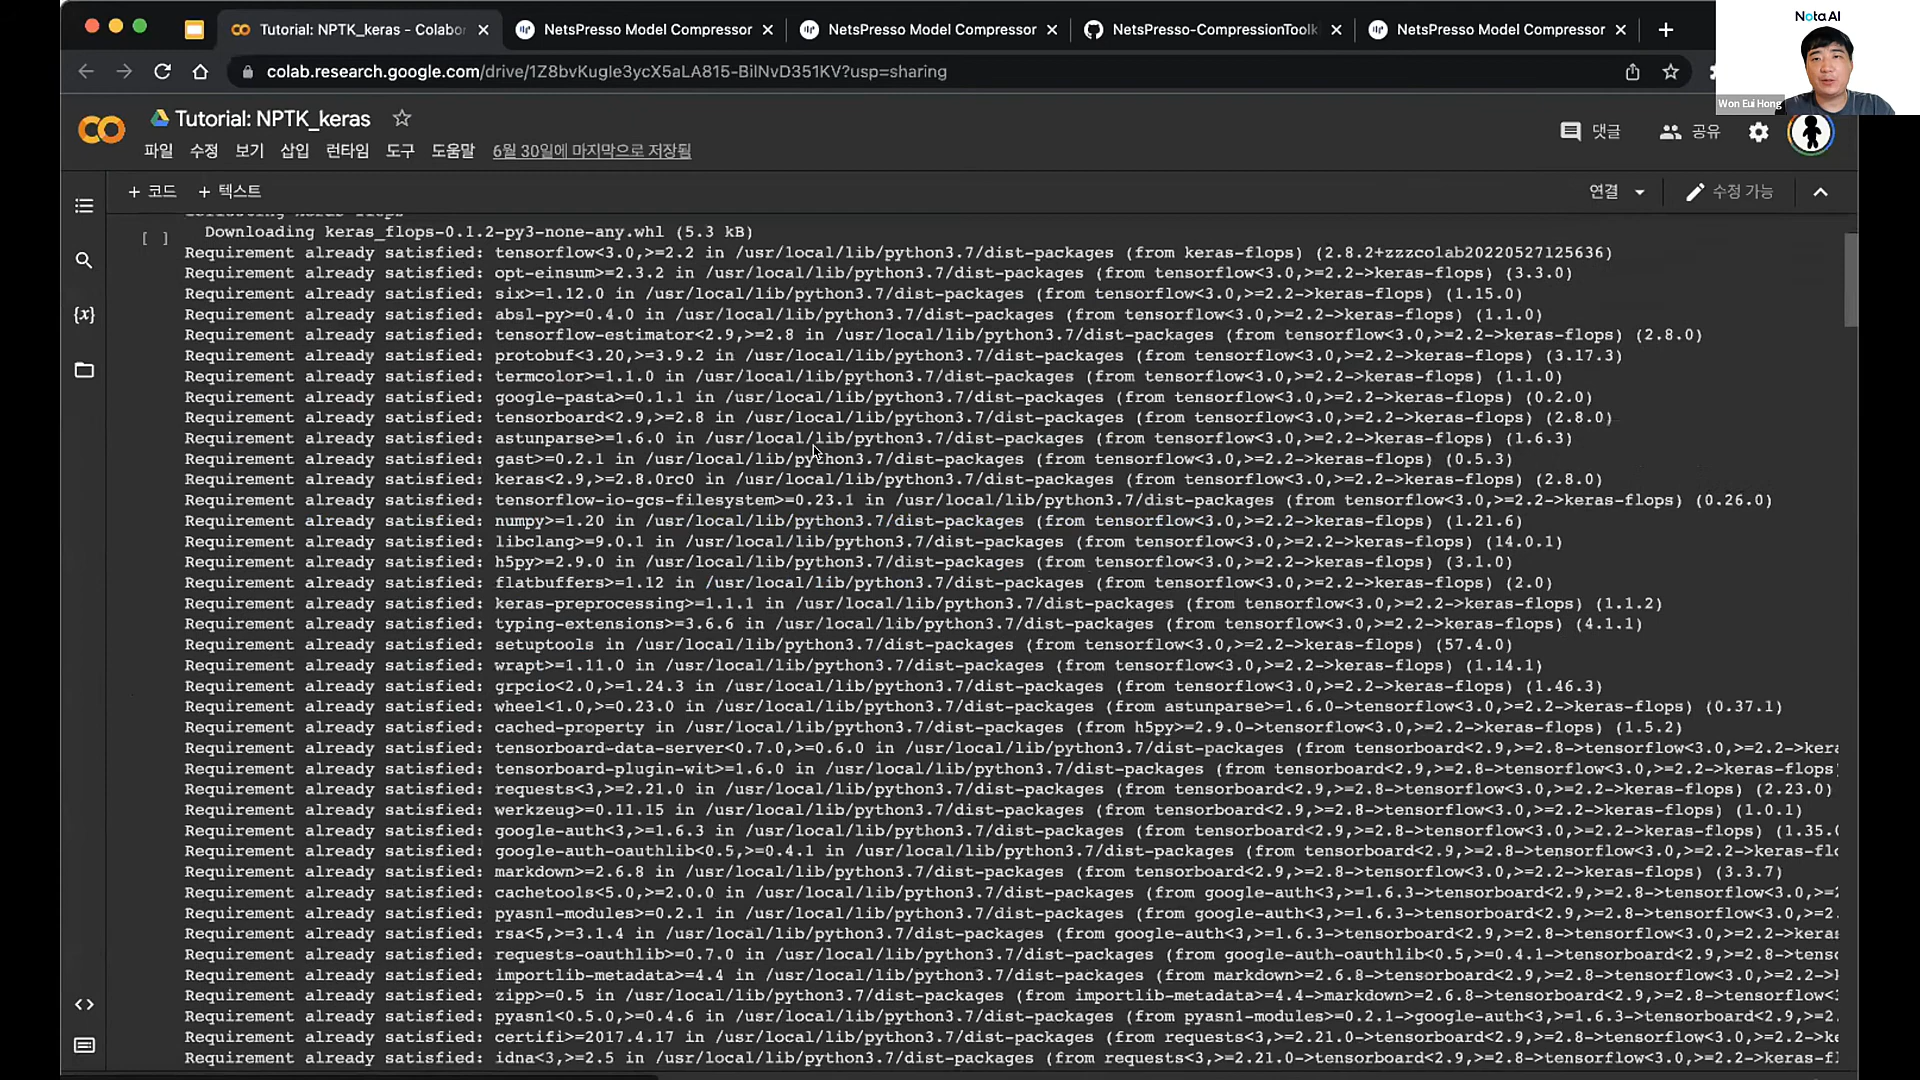 Tutorial: NPTK_keras - Colabo
NetsPresso Model Compressor
NetsPresso Model Compressor
NetsPresso-CompressionToolk
NetsPresso Model Compressor
Nota AI
colab.research.google.com/drive/1Z8bvKugle3ycX5aLA815-BilNvD351KV?usp=sharing
Won Eui Hong
Tutorial: NPTK_keras
댓글
공유
파일 수정 보기 삽입 런타임 도구 도움말 6월 30일에 마지막으로 저장됨
+ 코드 + 텍스트
연결
수정 가능
[ ]
Downloading keras_flops-0.1.2-py3-none-any.whl (5.3 kB)
Requirement already satisfied: tensorflow<3.0,>=2.2 in /usr/local/lib/python3.7/dist-packages (from keras-flops) (2.8.2+zzzcolab20220527125636)
Requirement already satisfied: opt-einsum>=2.3.2 in /usr/local/lib/python3.7/dist-packages (from tensorflow<3.0,>=2.2->keras-flops) (3.3.0)
Requirement already satisfied: six>=1.12.0 in /usr/local/lib/python3.7/dist-packages (from tensorflow<3.0,>=2.2->keras-flops) (1.15.0)
Requirement already satisfied: absl-py>=0.4.0 in /usr/local/lib/python3.7/dist-packages (from tensorflow<3.0,>=2.2->keras-flops) (1.1.0)
Requirement already satisfied: tensorflow-estimator<2.9,>=2.8 in /usr/local/lib/python3.7/dist-packages (from tensorflow<3.0,>=2.2->keras-flops) (2.8.0)
Requirement already satisfied: protobuf<3.20,>=3.9.2 in /usr/local/lib/python3.7/dist-packages (from tensorflow<3.0,>=2.2->keras-flops) (3.17.3)
Requirement already satisfied: termcolor>=1.1.0 in /usr/local/lib/python3.7/dist-packages (from tensorflow<3.0,>=2.2->keras-flops) (1.1.0)
Requirement already satisfied: google-pasta>=0.1.1 in /usr/local/lib/python3.7/dist-packages (from tensorflow<3.0,>=2.2->keras-flops) (0.2.0)
Requirement already satisfied: tensorboard<2.9,>=2.8 in /usr/local/lib/python3.7/dist-packages (from tensorflow<3.0,>=2.2->keras-flops) (2.8.0)
Requirement already satisfied: astunparse>=1.6.0 in /usr/local/lib/python3.7/dist-packages (from tensorflow<3.0,>=2.2->keras-flops) (1.6.3)
Requirement already satisfied: gast>=0.2.1 in /usr/local/lib/python3.7/dist-packages (from tensorflow<3.0,>=2.2->keras-flops) (0.5.3)
Requirement already satisfied: keras<2.9,>=2.8.0rc0 in /usr/local/lib/python3.7/dist-packages (from tensorflow<3.0,>=2.2->keras-flops) (2.8.0)
Requirement already satisfied: tensorflow-io-gcs-filesystem>=0.23.1 in /usr/local/lib/python3.7/dist-packages (from tensorflow<3.0,>=2.2->keras-flops) (0.26.0)
Requirement already satisfied: numpy>=1.20 in /usr/local/lib/python3.7/dist-packages (from tensorflow<3.0,>=2.2->keras-flops) (1.21.6)
Requirement already satisfied: libclang>=9.0.1 in /usr/local/lib/python3.7/dist-packages (from tensorflow<3.0,>=2.2->keras-flops) (14.0.1)
Requirement already satisfied: h5py>=2.9.0 in /usr/local/lib/python3.7/dist-packages (from tensorflow<3.0,>=2.2->keras-flops) (3.1.0)
Requirement already satisfied: flatbuffers>=1.12 in /usr/local/lib/python3.7/dist-packages (from tensorflow<3.0,>=2.2->keras-flops) (2.0)
Requirement already satisfied: keras-preprocessing>=1.1.1 in /usr/local/lib/python3.7/dist-packages (from tensorflow<3.0,>=2.2->keras-flops) (1.1.2)
Requirement already satisfied: typing-extensions>=3.6.6 in /usr/local/lib/python3.7/dist-packages (from tensorflow<3.0,>=2.2->keras-flops) (4.1.1)
Requirement already satisfied: setuptools in /usr/local/lib/python3.7/dist-packages (from tensorflow<3.0,>=2.2->keras-flops) (57.4.0)
Requirement already satisfied: wrapt>=1.11.0 in /usr/local/lib/python3.7/dist-packages (from tensorflow<3.0,>=2.2->keras-flops) (1.14.1)
Requirement already satisfied: grpcio<2.0,>=1.24.3 in /usr/local/lib/python3.7/dist-packages (from tensorflow<3.0,>=2.2->keras-flops) (1.46.3)
Requirement already satisfied: wheel<1.0,>=0.23.0 in /usr/local/lib/python3.7/dist-packages (from astunparse>=1.6.0->tensorflow<3.0,>=2.2->keras-flops) (0.37.1)
Requirement already satisfied: cached-property in /usr/local/lib/python3.7/dist-packages (from h5py>=2.9.0->tensorflow<3.0,>=2.2->keras-flops) (1.5.2)
Requirement already satisfied: tensorboard-data-server<0.7.0,>=0.6.0 in /usr/local/lib/python3.7/dist-packages (from tensorboard<2.9,>=2.8->tensorflow<3.0,>=2.2->kera
Requirement already satisfied: tensorboard-plugin-wit>=1.6.0 in /usr/local/lib/python3.7/dist-packages (from tensorboard<2.9,>=2.8->tensorflow<3.0,>=2.2->keras-flops)
Requirement already satisfied: requests<3,>=2.21.0 in /usr/local/lib/python3.7/dist-packages (from tensorboard<2.9,>=2.8->tensorflow<3.0,>=2.2->keras-flops) (2.23.0)
Requirement already satisfied: werkzeug>=0.11.15 in /usr/local/lib/python3.7/dist-packages (from tensorboard<2.9,>=2.8->tensorflow<3.0,>=2.2->keras-flops) (1.0.1)
Requirement already satisfied: google-auth<3,>=1.6.3 in /usr/local/lib/python3.7/dist-packages (from tensorboard<2.9,>=2.8->tensorflow<3.0,>=2.2->keras-flops) (1.35.0
Requirement already satisfied: google-auth-oauthlib<0.5,>=0.4.1 in /usr/local/lib/python3.7/dist-packages (from tensorboard<2.9,>=2.8->tensorflow<3.0,>=2.2->keras-flo
Requirement already satisfied: markdown>=2.6.8 in /usr/local/lib/python3.7/dist-packages (from tensorboard<2.9,>=2.8->tensorflow<3.0,>=2.2->keras-flops) (3.3.7)
Requirement already satisfied: cachetools<5.0,>=2.0.0 in /usr/local/lib/python3.7/dist-packages (from google-auth<3,>=1.6.3->tensorboard<2.9,>=2.8->tensorflow<3.0,>=2
Requirement already satisfied: pyasn1-modules>=0.2.1 in /usr/local/lib/python3.7/dist-packages (from google-auth<3,>=1.6.3->tensorboard<2.9,>=2.8->tensorflow<3.0,>=2.
Requirement already satisfied: rsa<5,>=3.1.4 in /usr/local/lib/python3.7/dist-packages (from google-auth<3,>=1.6.3->tensorboard<2.9,>=2.8->tensorflow<3.0,>=2.2->kera
Requirement already satisfied: requests-oauthlib>=0.7.0 in /usr/local/lib/python3.7/dist-packages (from google-auth-oauthlib<0.5,>=0.4.1->tensorboard<2.9,>=2.8->tenso
Requirement already satisfied: importlib-metadata>=4.4 in /usr/local/lib/python3.7/dist-packages (from markdown>=2.6.8->tensorboard<2.9,>=2.8->tensorflow<3.0,>=2.2->k
Requirement already satisfied: zipp>=0.5 in /usr/local/lib/python3.7/dist-packages (from importlib-metadata>=4.4->markdown>=2.6.8->tensorboard<2.9,>=2.8->tensorflow<3
Requirement already satisfied: pyasn1<0.5.0,>=0.4.6 in /usr/local/lib/python3.7/dist-packages (from pyasn1-modules>=0.2.1->google-auth<3,>=1.6.3->tensorboard<2.9,>=2.
Requirement already satisfied: certifi>=2017.4.17 in /usr/local/lib/python3.7/dist-packages (from requests<3,>=2.21.0->tensorboard<2.9,>=2.8->tensorflow<3.0,>=2.2->ke
Requirement already satisfied: idna<3,>=2.5 in /usr/local/lib/python3.7/dist-packages (from requests<3,>=2.21.0->tensorboard<2.9,>=2.8->tensorflow<3.0,>=2.2->keras-fl